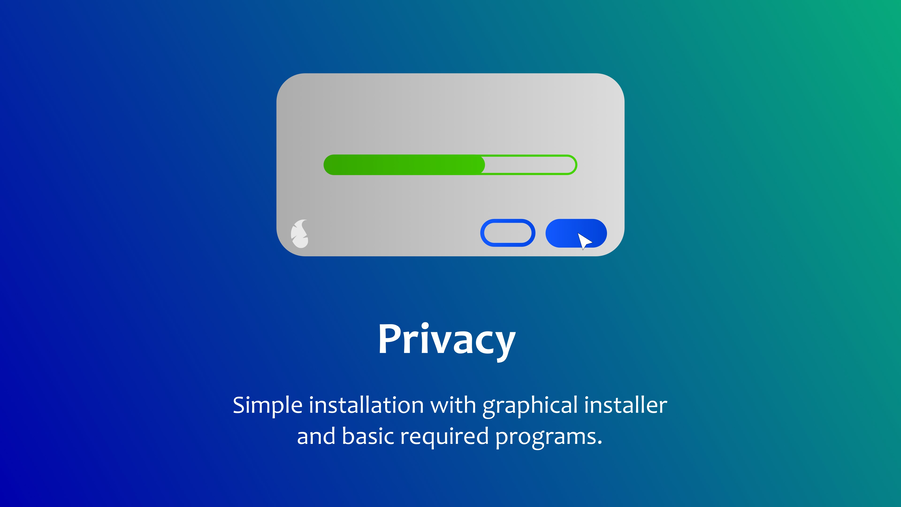 Privacy
Simple installation with graphical installer
and basic required programs.